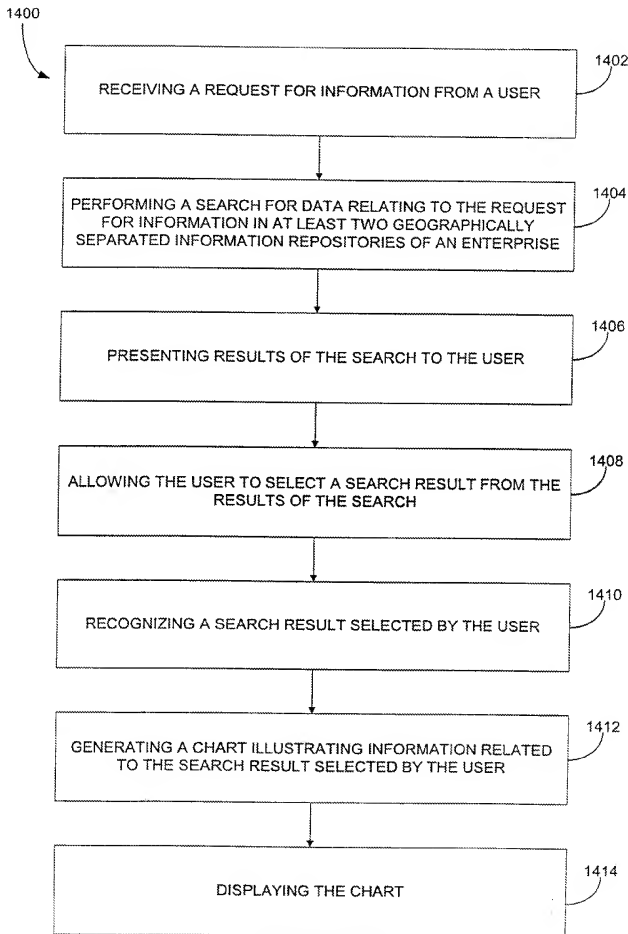 1400
RECEIVING A REQUEST FOR INFORMATION FROM A USER
1402
PERFORMING A SEARCH FOR DATA RELATING TO THE REQUEST
FOR INFORMATION IN AT LEAST TWO GEOGRAPHICALLY
SEPARATED INFORMATION REPOSITORIES OF AN ENTERPRISE
1404
PRESENTING RESULTS OF THE SEARCH TO THE USER
1406
ALLOWING THE USER TO SELECT A SEARCH RESULT FROM THE
RESULTS OF THE SEARCH
1408
RECOGNIZING A SEARCH RESULT SELECTED BY THE USER
1410
GENERATING A CHART ILLUSTRATING INFORMATION RELATED
TO THE SEARCH RESULT SELECTED BY THE USER
1412
DISPLAYING THE CHART
1414